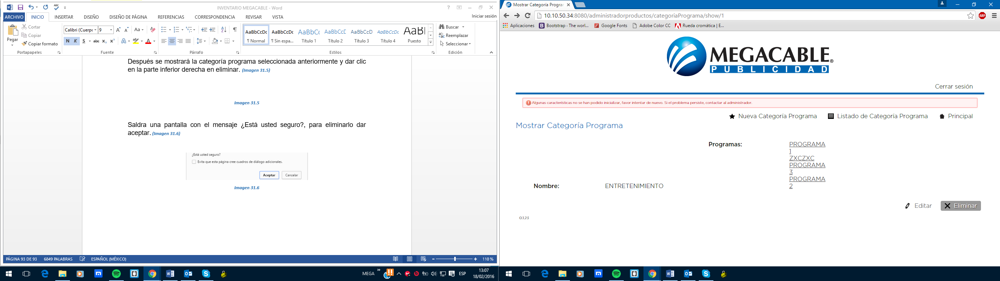 INVENTARIO MEGACABLE - Word
ARCHIVO INICIO INSERTAR DISEÑO DISEÑO DE PÁGINA REFERENCIAS CORRESPONDENCIA REVISAR VISTA Iniciar sesión
Pegar
Cortar
Copiar
Copiar formato
Portapapeles
Calibri (Cuerpo 9
N K S abc x₂ x²
Fuente
Párrafo
AaBbCcDc AaBbCcDc AaBbC( AaBbCcC AaBbCcD AaBbCcDc AaBl
¶ Normal ¶ Sin espa... Título 1 Título 2 Título 3 Título 4 Puesto
Estilos
Buscar
Reemplazar
Seleccionar
Edición
Después se mostrará la categoría programa seleccionada anteriormente y dar clic
en la parte inferior derecha en eliminar. (Imagen 31.5)
Imagen 31.5
Saldra una pantalla con el mensaje ¿Está usted seguro?, para eliminarlo dar
aceptar. (Imagen 31.6)
¿Está usted seguro?
Evita que esta página cree cuadros de diálogo adicionales.
Aceptar Cancelar
Imagen 31.6
PÁGINA 93 DE 93 6849 PALABRAS ESPAÑOL (MÉXICO) 110 %
MEGA » ESP 13:07
18/02/2016
Mostrar Categoría Program
10.10.50.34:8080/administradorproductos/categoriaPrograma/show/1
ABP
Aplicaciones Bootstrap · The worl... Google Fonts Adobe Color CC Rueda cromática | E...
MEGACABLE®
PUBLICIDAD
Cerrar sesión
Algunas características no se han podido inicializar, favor intentar de nuevo. Si el problema persiste, contactar al administrador.
Nueva Categoría Programa Listado de Categoría Programa Principal
Mostrar Categoría Programa
Programas:
PROGRAMA
1
ZXCZXC
PROGRAMA
3
PROGRAMA
2
Nombre: ENTRETENIMIENTO
Editar Eliminar
0.1.23